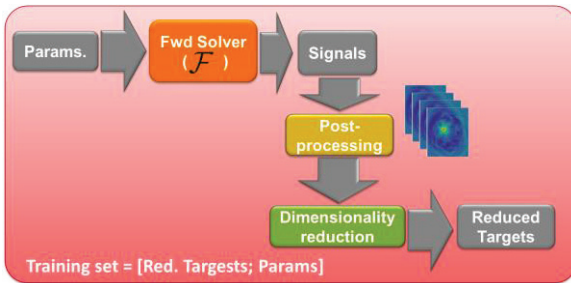 Params.
Fwd Solver
( F )
Signals
Post-
processing
Dimensionality
reduction
Reduced
Targets
Training set = [Red. Targests; Params]